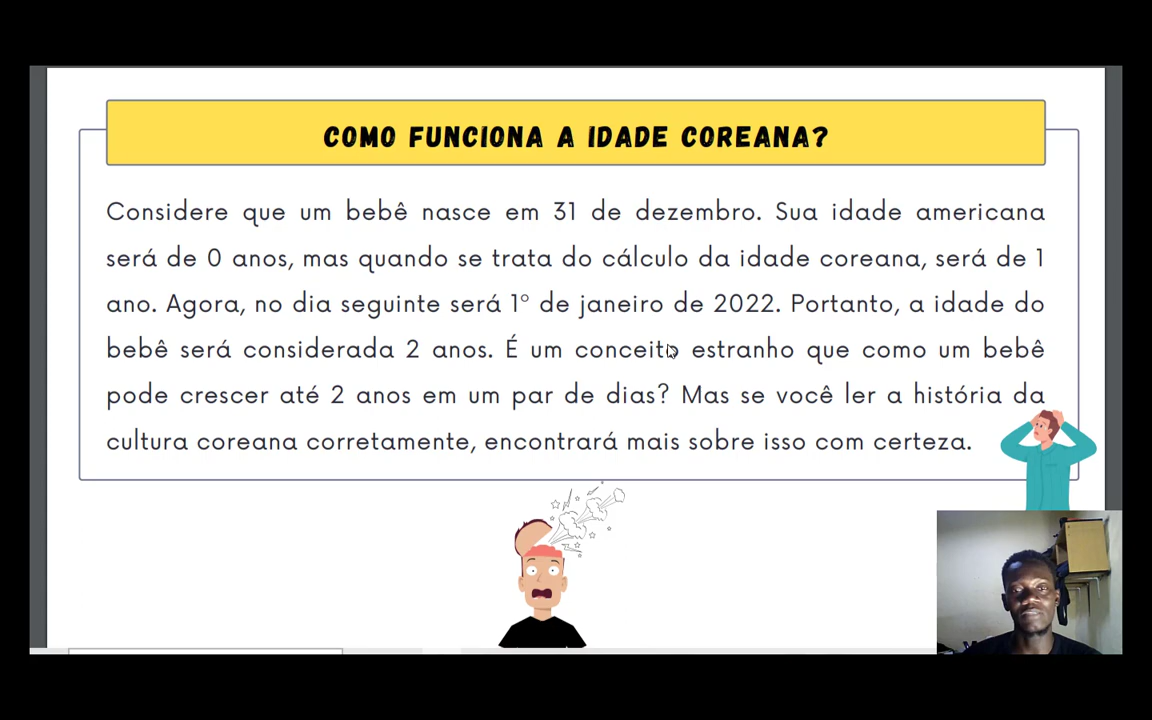 COMO FUNCIONA A IDADE COREANA?
Considere que um bebê nasce em 31 de dezembro. Sua idade americana
será de 0 anos, mas quando se trata do cálculo da idade coreana, será de 1
ano. Agora, no dia seguinte será 1º de janeiro de 2022. Portanto, a idade do
bebê será considerada 2 anos. É um conceito estranho que como um bebê
pode crescer até 2 anos em um par de dias? Mas se você ler a história da
cultura coreana corretamente, encontrará mais sobre isso com certeza.